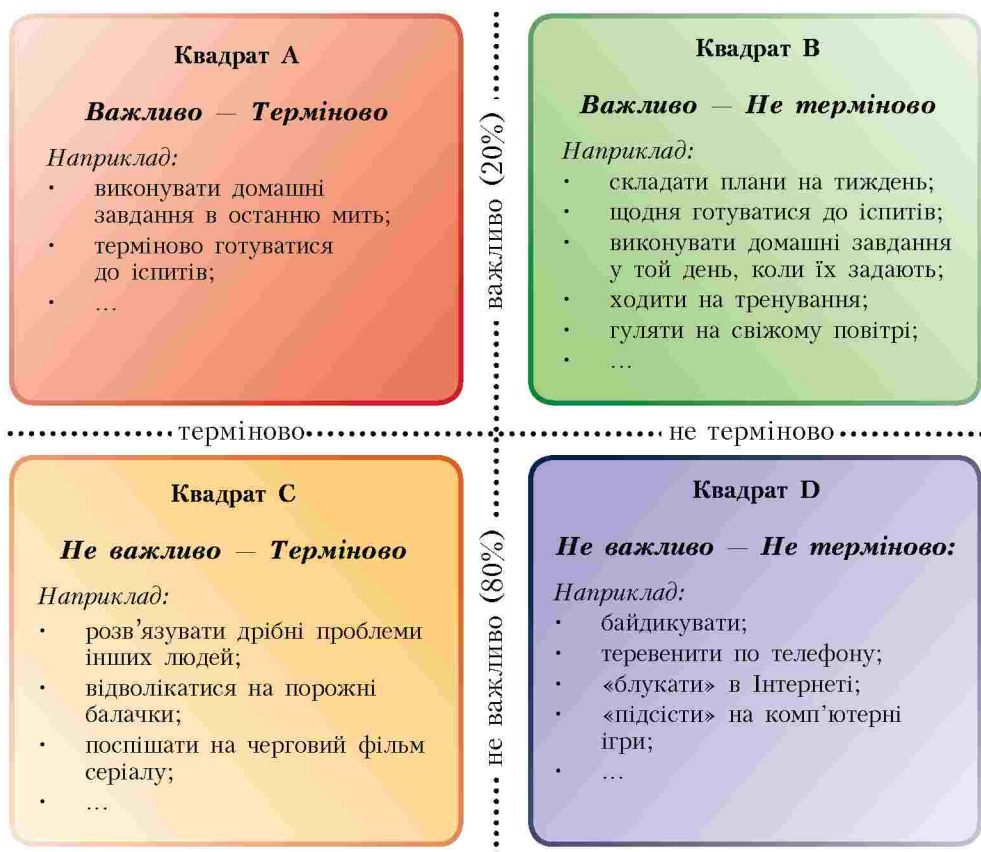 Квадрат А
Важливо — Терміново
Наприклад:
· виконувати домашні
завдання в останню мить;
· терміново готуватися
до іспитів;
· ...
Квадрат В
Важливо — Не терміново
Наприклад:
· складати плани на тиждень;
· щодня готуватися до іспитів;
· виконувати домашні завдання
у той день, коли їх задають;
· ходити на тренування;
· гуляти на свіжому повітрі;
· ...
важливо (20%)
терміново
не терміново
не важливо (80%)
Квадрат С
Не важливо — Терміново
Наприклад:
· розв’язувати дрібні проблеми
інших людей;
· відволікатися на порожні
балачки;
· поспішати на черговий фільм
серіалу;
· ...
Квадрат D
Не важливо — Не терміново:
Наприклад:
· байдикувати;
· теревенити по телефону;
· «блукати» в Інтернеті;
· «підсісти» на комп’ютерні
ігри;
· ...